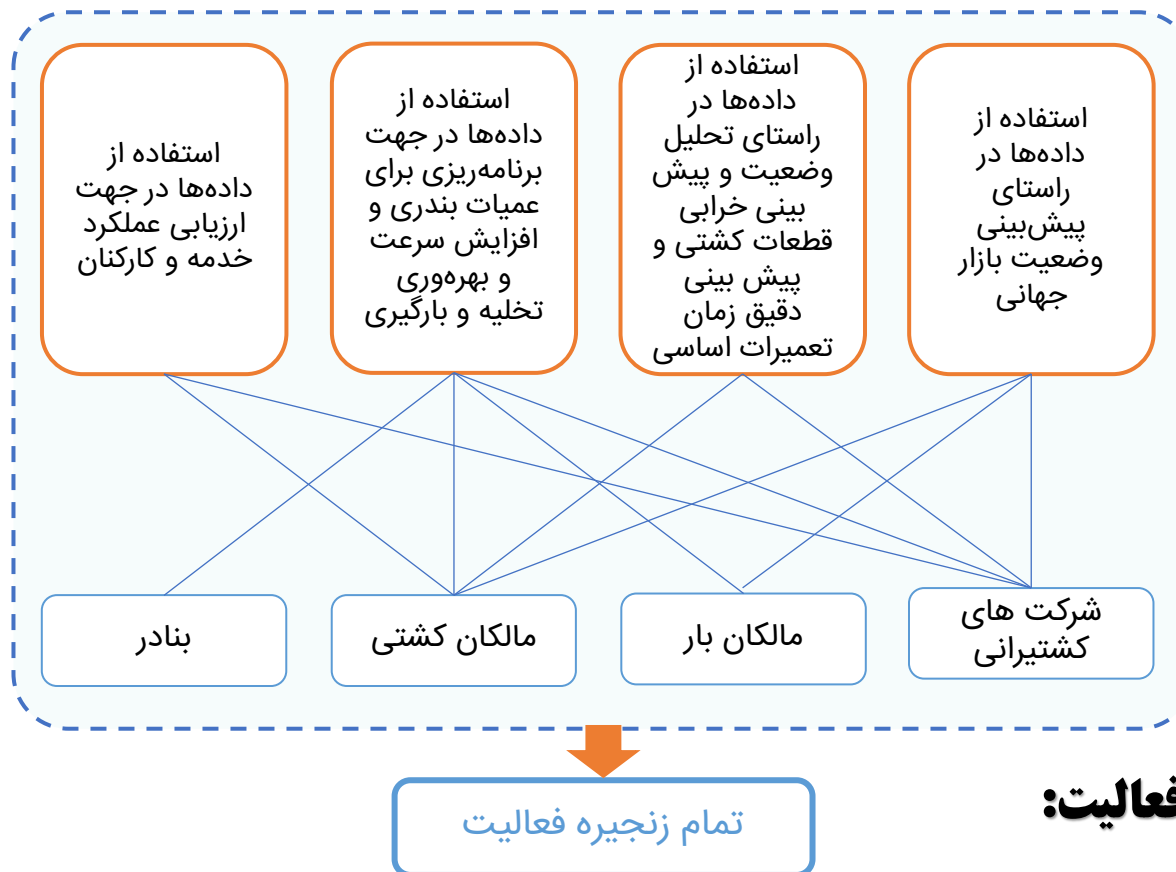 استفاده از
داده‌ها در
راستای
پیش‌بینی
وضعیت بازار
جهانی
استفاده از
داده‌ها در
راستای تحلیل
وضعیت و پیش
بینی خرابی
قطعات کشتی و
پیش بینی
دقیق زمان
تعمیرات اساسی
استفاده از
داده‌ها در جهت
برنامه‌ریزی برای
عمیات بندری و
افزایش سرعت
و بهره‌وری
تخلیه و بارگیری
استفاده از
داده‌ها در جهت
ارزیابی عملکرد
خدمه و کارکنان
شرکت های
کشتیرانی
مالکان بار
مالکان کشتی
بنادر
تمام زنجیره فعالیت
فعالیت: